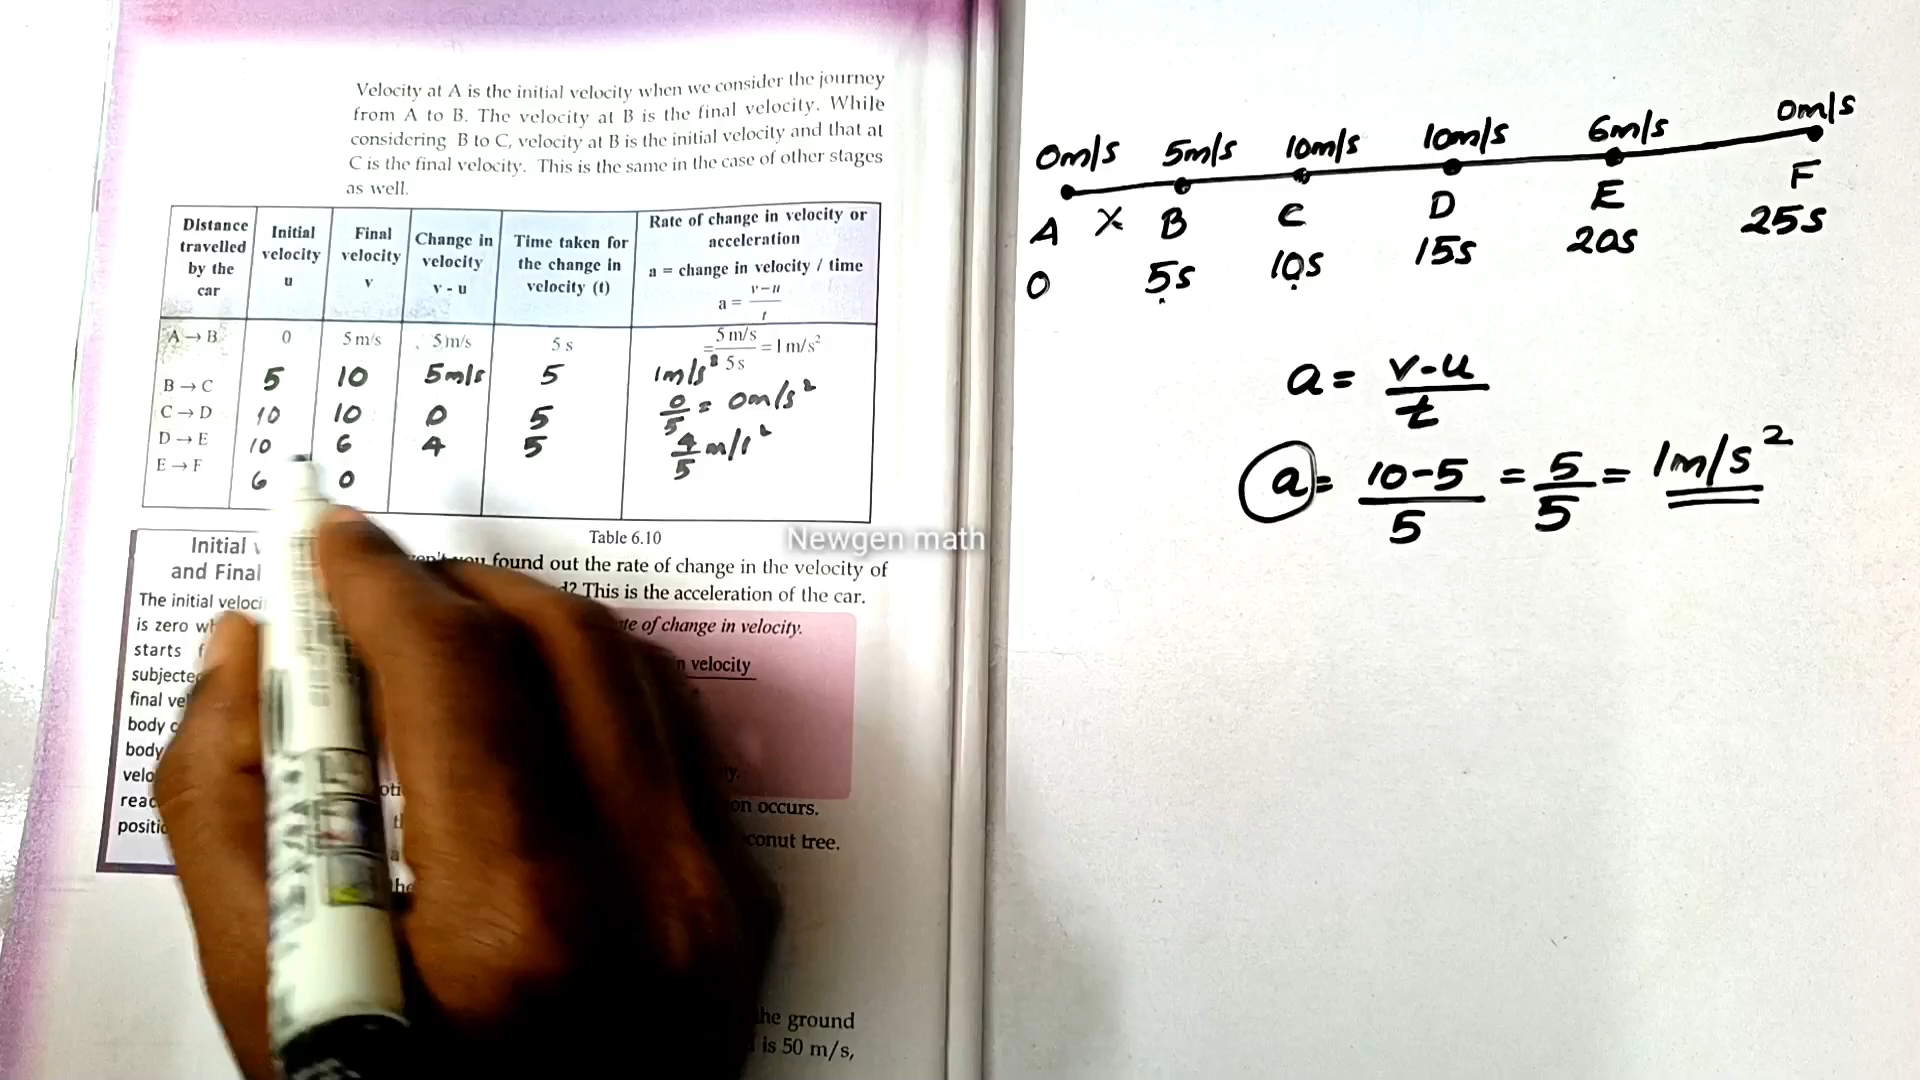 Velocity at A is the initial velocity when we consider the journey
from A to B. The velocity at B is the final velocity. While
considering B to C, velocity at B is the initial velocity and that at
C is the final velocity. This is the same in the case of other stages
as well.
Distance travelled by the car | Initial velocity u | Final velocity v | Change in velocity v - u | Time taken for the change in velocity (t) | Rate of change in velocity or acceleration a = change in velocity / time a = v-u / t
A → B 0 5 m/s 5 m/s 5 s = 5 m/s / 5 s = 1 m/s²
B → C 5 10 5m/s 5 1m/s²
C → D 10 10 0 5 0/5 = 0m/s²
D → E 10 6 4 5 4/5 m/s²
E → F 6 0
Table 6.10
Newgen math
Initial
and Final
The initial
is zero
starts
final
body
body
found out the rate of change in the velocity of
This is the acceleration of the car.
of change in velocity.
velocity
occurs.
tree.
ground
is 50 m/s,
0m/s 5m/s 10m/s 10m/s 6m/s 0m/s
A X B C D E F
0 5s 10s 15s 20s 25s
a = v-u / t
a = 10-5 / 5 = 5/5 = 1m/s²